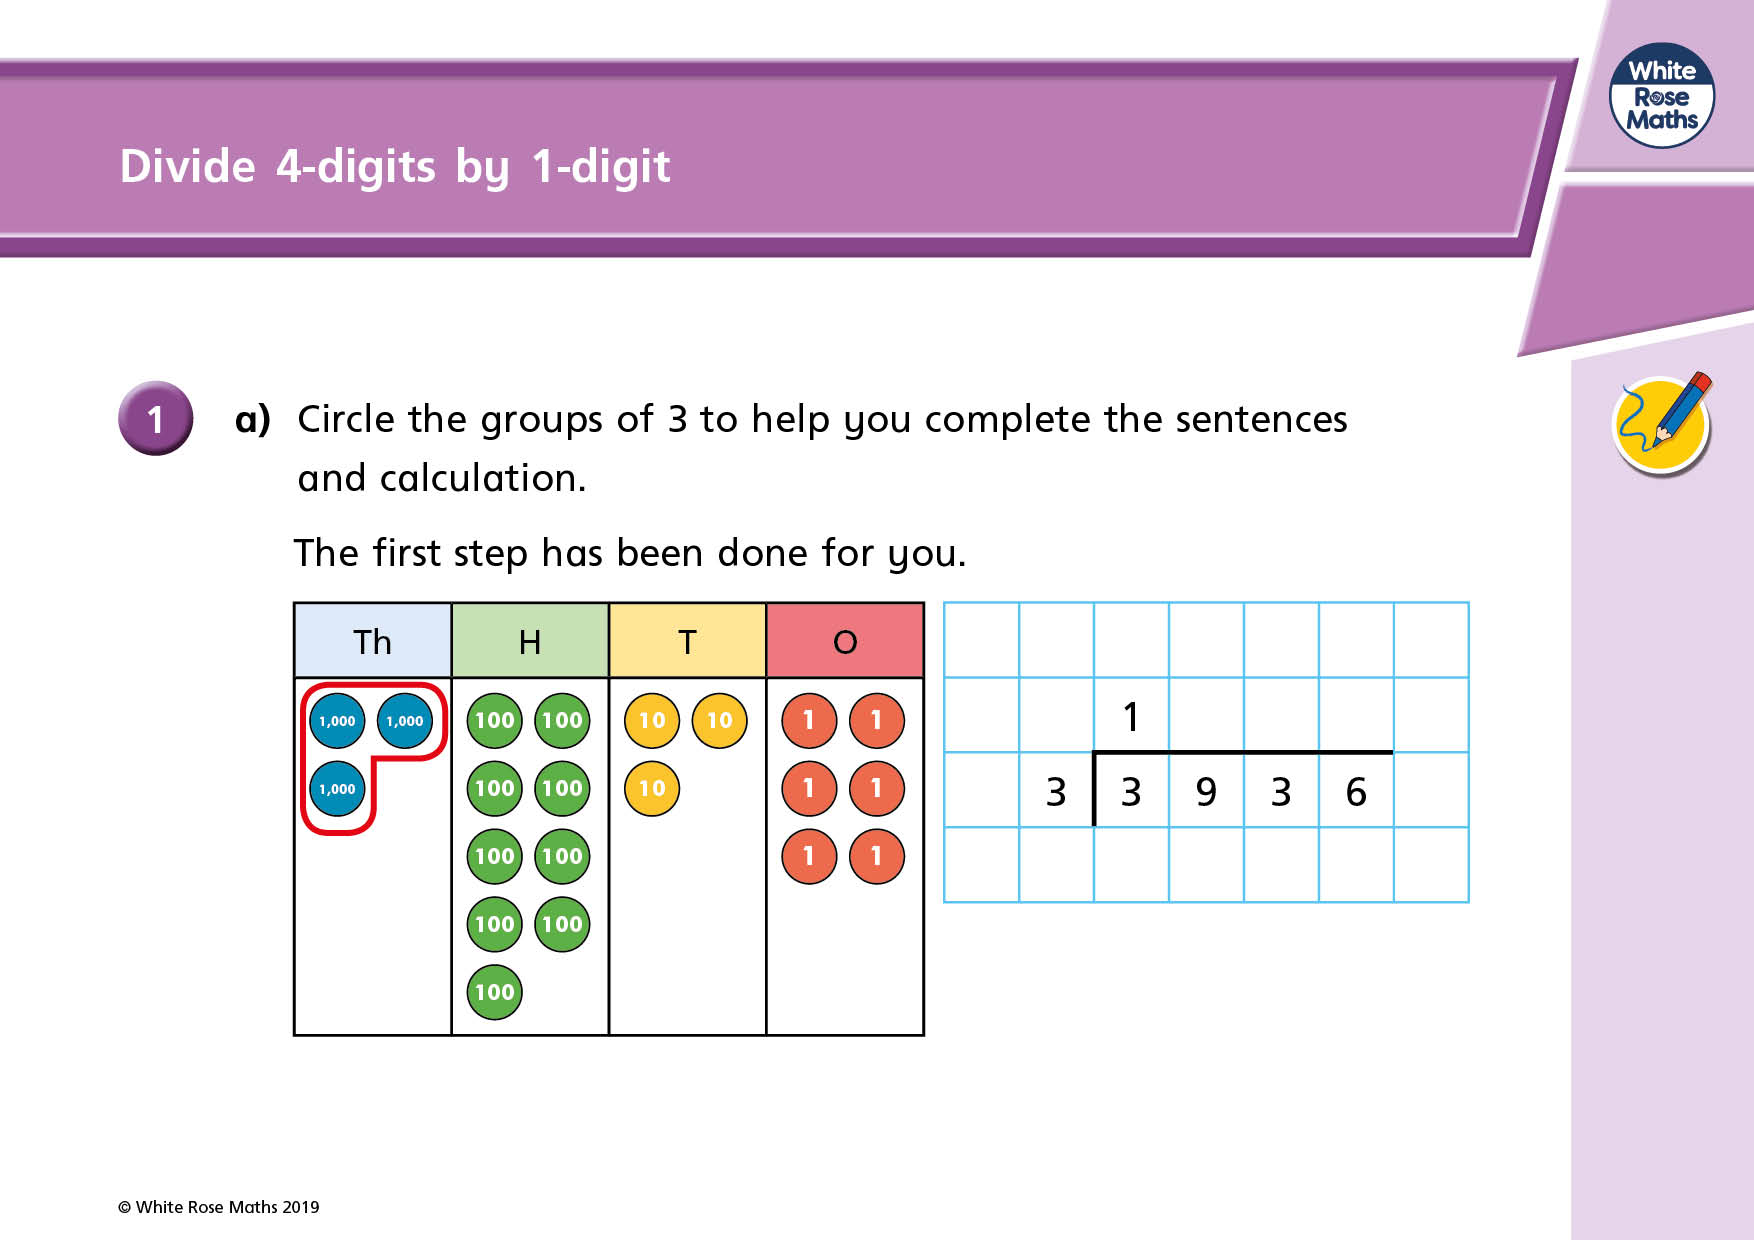 White
Rose
Maths
Divide 4-digits by 1-digit
1 a) Circle the groups of 3 to help you complete the sentences
and calculation.
The first step has been done for you.
Th H T O
1,000 1,000 100 100 10 10 1 1
1,000 100 100 10 1 1
100 100 1 1
100 100
100
1
3 3 9 3 6
© White Rose Maths 2019